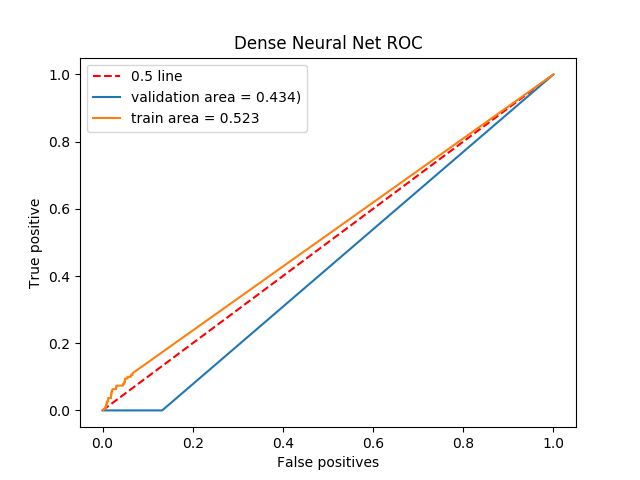 Dense Neural Net ROC
0.5 line
validation area = 0.434)
train area = 0.523
True positive
1.0
0.8
0.6
0.4
0.2
0.0
0.0 0.2 0.4 0.6 0.8 1.0
False positives